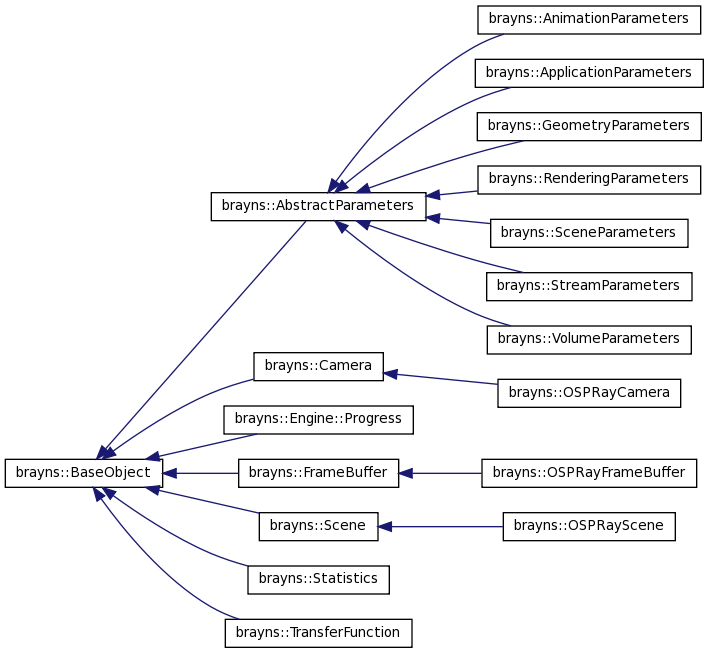 brayns::AnimationParameters
brayns::ApplicationParameters
brayns::GeometryParameters
brayns::RenderingParameters
brayns::AbstractParameters
brayns::SceneParameters
brayns::StreamParameters
brayns::VolumeParameters
brayns::Camera
brayns::OSPRayCamera
brayns::Engine::Progress
brayns::BaseObject
brayns::FrameBuffer
brayns::OSPRayFrameBuffer
brayns::Scene
brayns::OSPRayScene
brayns::Statistics
brayns::TransferFunction